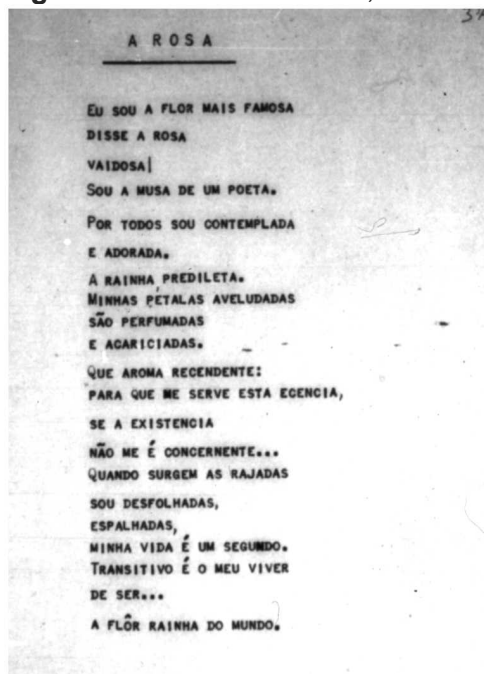 A ROSA
EU SOU A FLOR MAIS FAMOSA
DISSE A ROSA
VAIDOSA|
SOU A MUSA DE UM POETA.
POR TODOS SOU CONTEMPLADA
E ADORADA.
A RAINHA PREDILETA.
MINHAS PÉTALAS AVELUDADAS
SÃO PERFUMADAS
E ACARICIADAS.
QUE AROMA RECENDENTE:
PARA QUE ME SERVE ESTA ECENCIA,
SE A EXISTENCIA
NÃO ME É CONCERNENTE...
QUANDO SURGEM AS RAJADAS
SOU DESFOLHADAS,
ESPALHADAS,
MINHA VIDA É UM SEGUNDO.
TRANSITIVO É O MEU VIVER
DE SER...
A FLÔR RAINHA DO MUNDO.